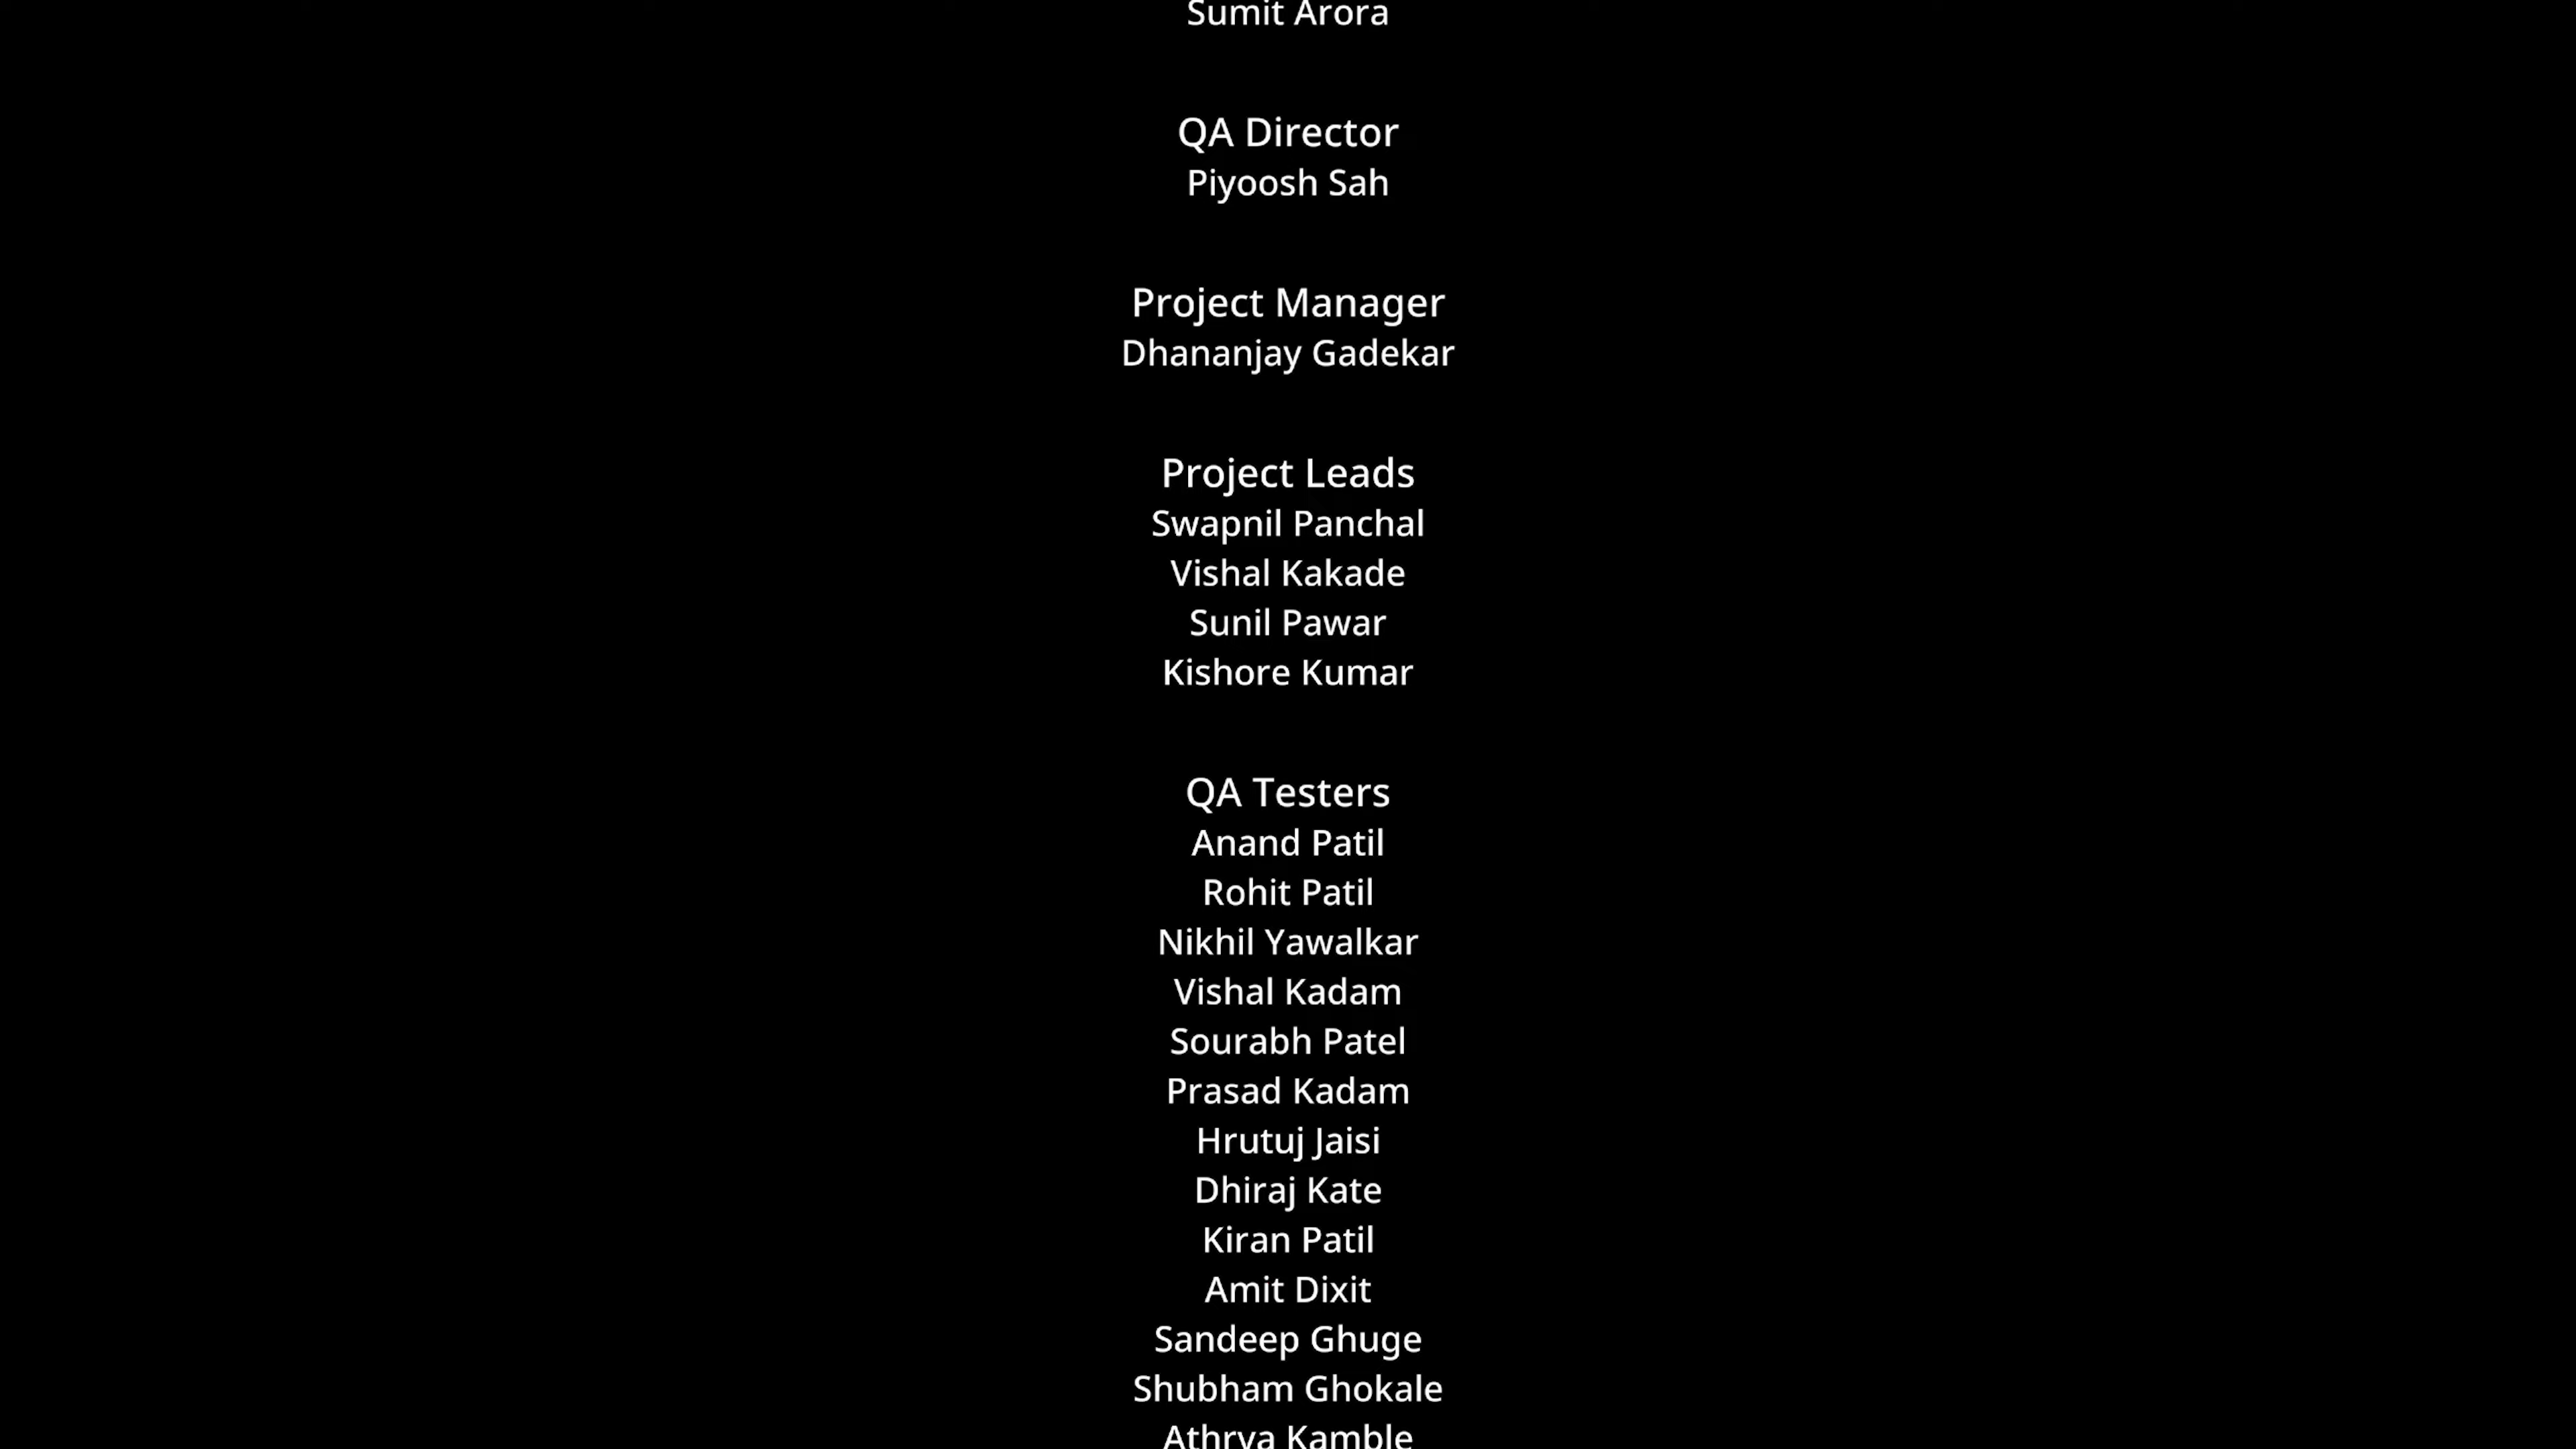 Sumit Arora
QA Director
Piyoosh Sah
Project Manager
Dhananjay Gadekar
Project Leads
Swapnil Panchal
Vishal Kakade
Sunil Pawar
Kishore Kumar
QA Testers
Anand Patil
Rohit Patil
Nikhil Yawalkar
Vishal Kadam
Sourabh Patel
Prasad Kadam
Hrutuj Jaisi
Dhiraj Kate
Kiran Patil
Amit Dixit
Sandeep Ghuge
Shubham Ghokale
Athrva Kamble